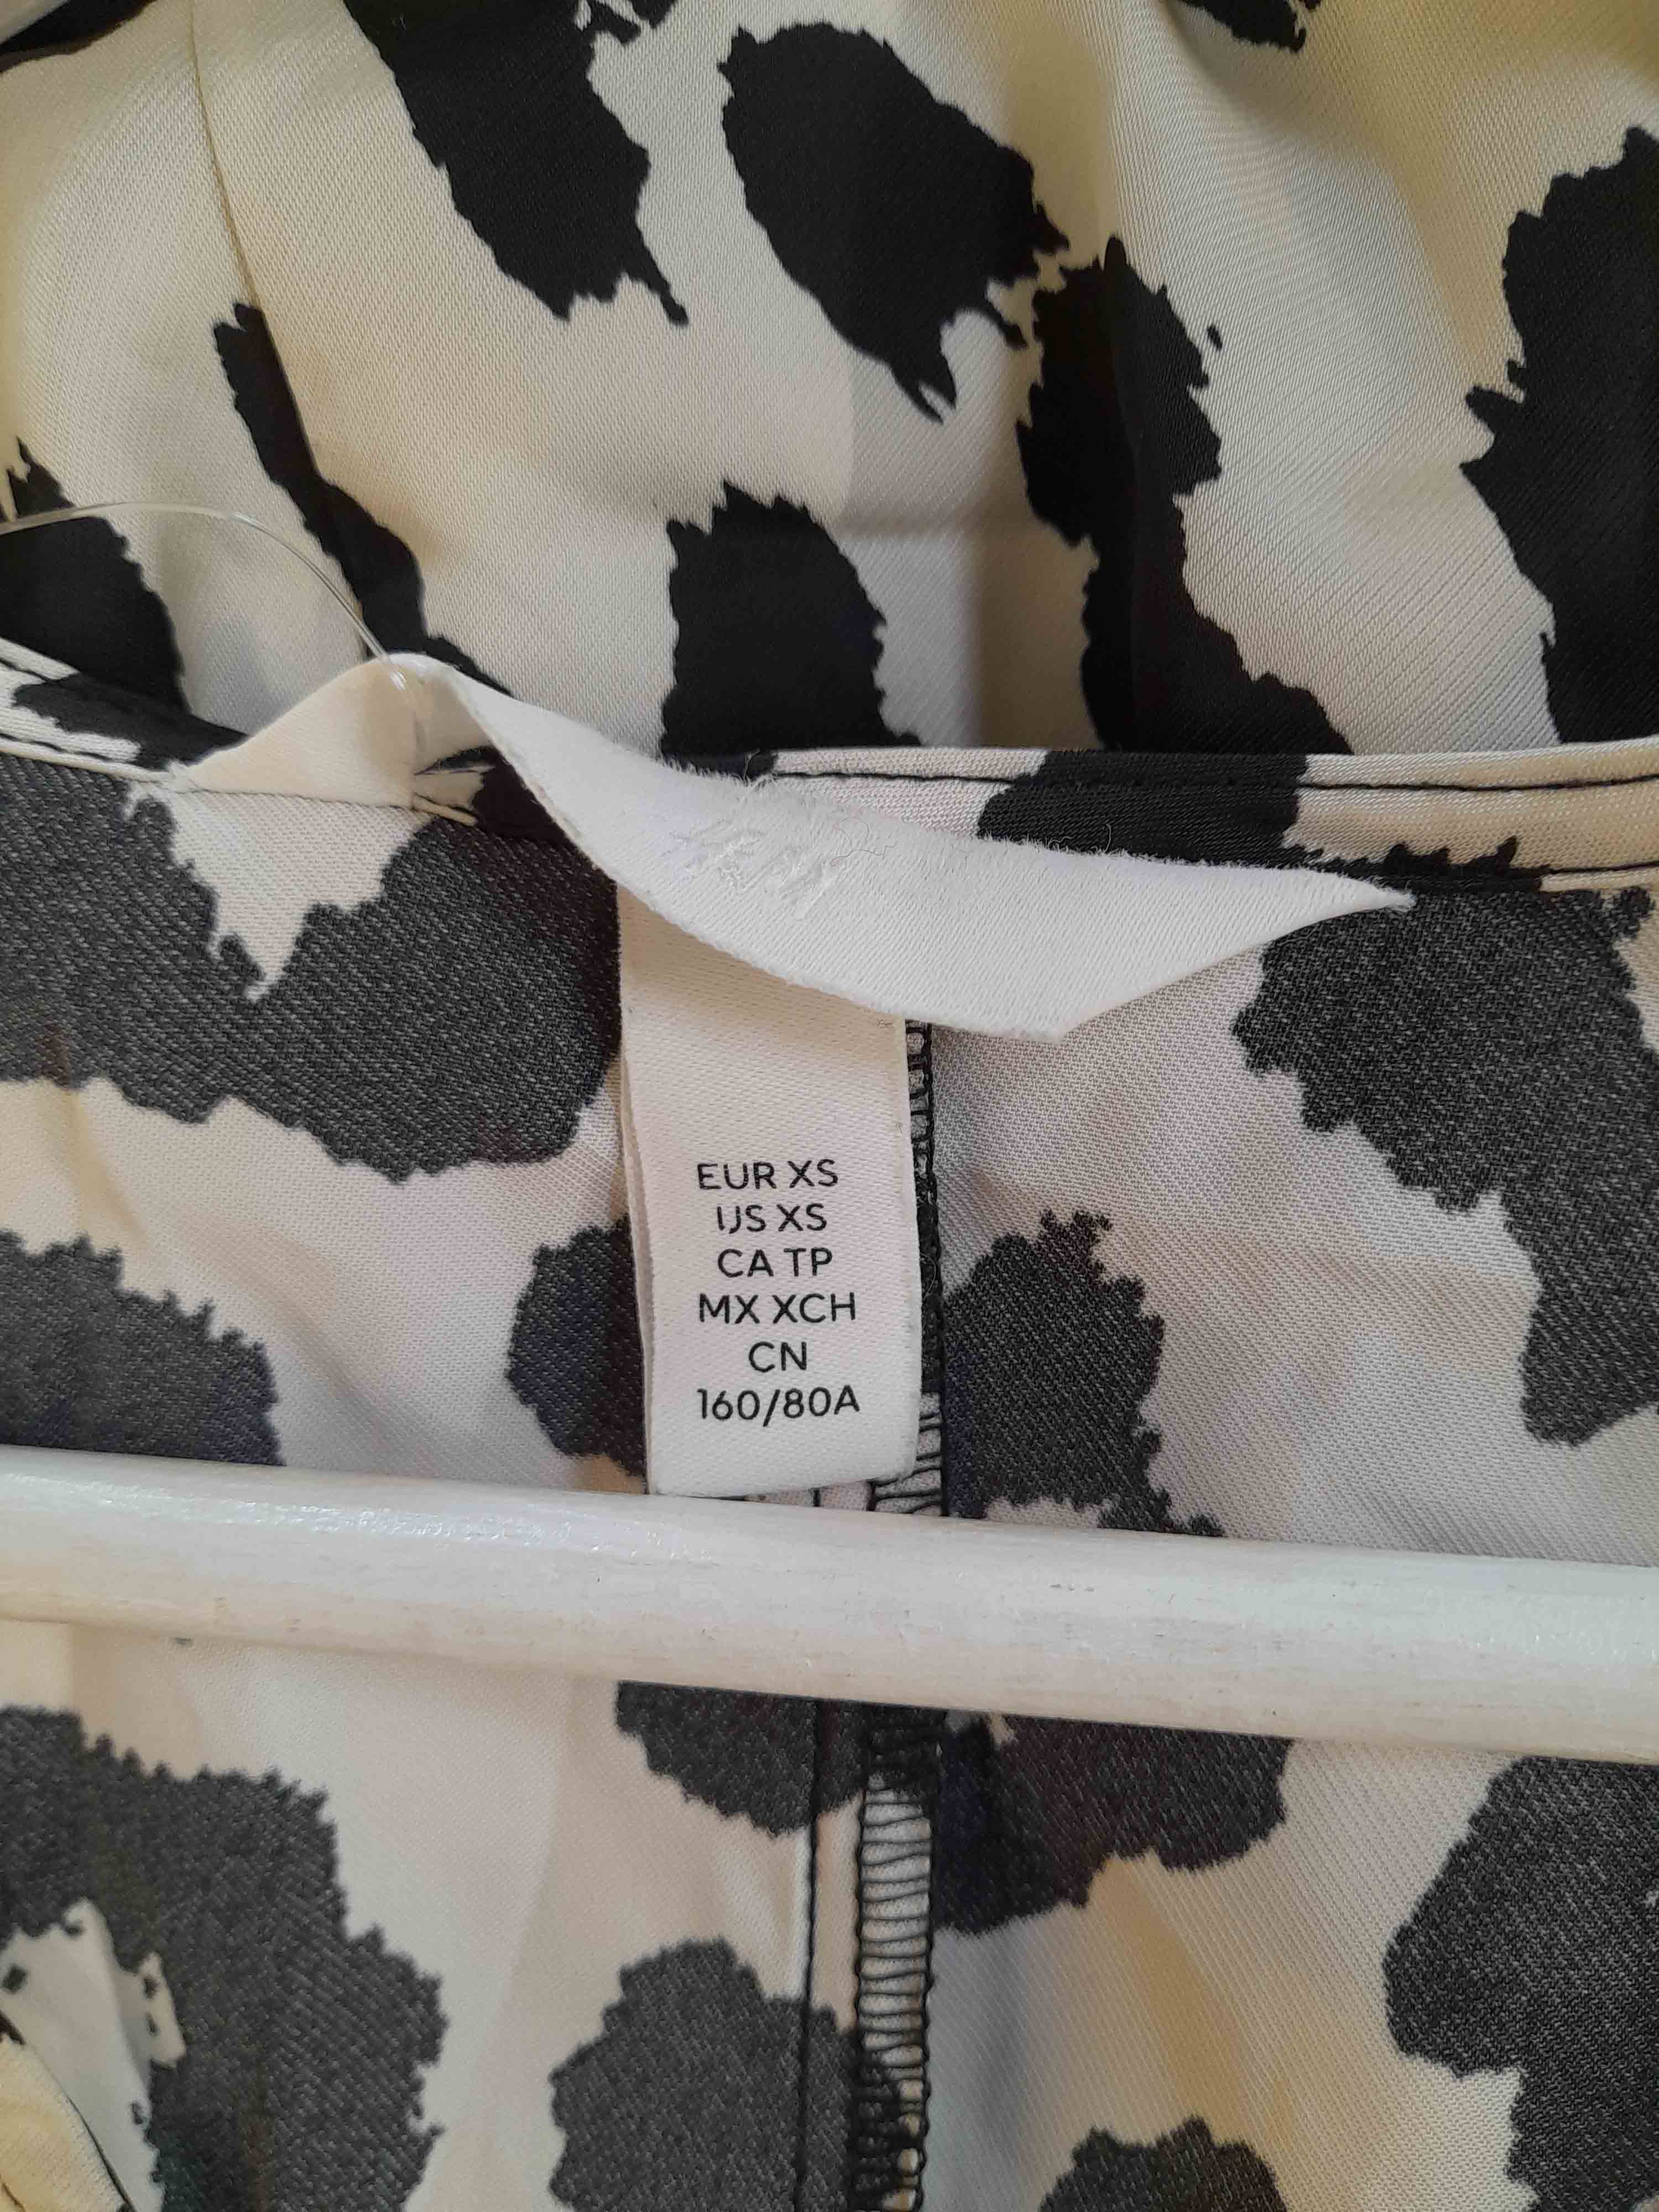 H&M
EUR XS
US XS
CA TP
MX XCH
CN
160/80A